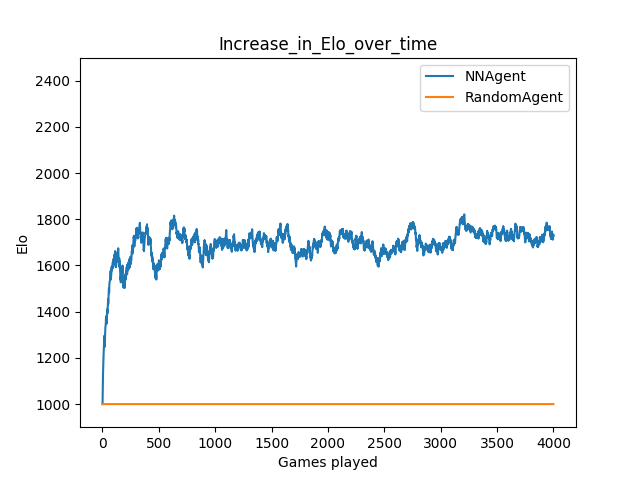 Increase_in_Elo_over_time
NNAgent
RandomAgent
2400
2200
2000
1800
1600
1400
1200
1000
Elo
0 500 1000 1500 2000 2500 3000 3500 4000
Games played